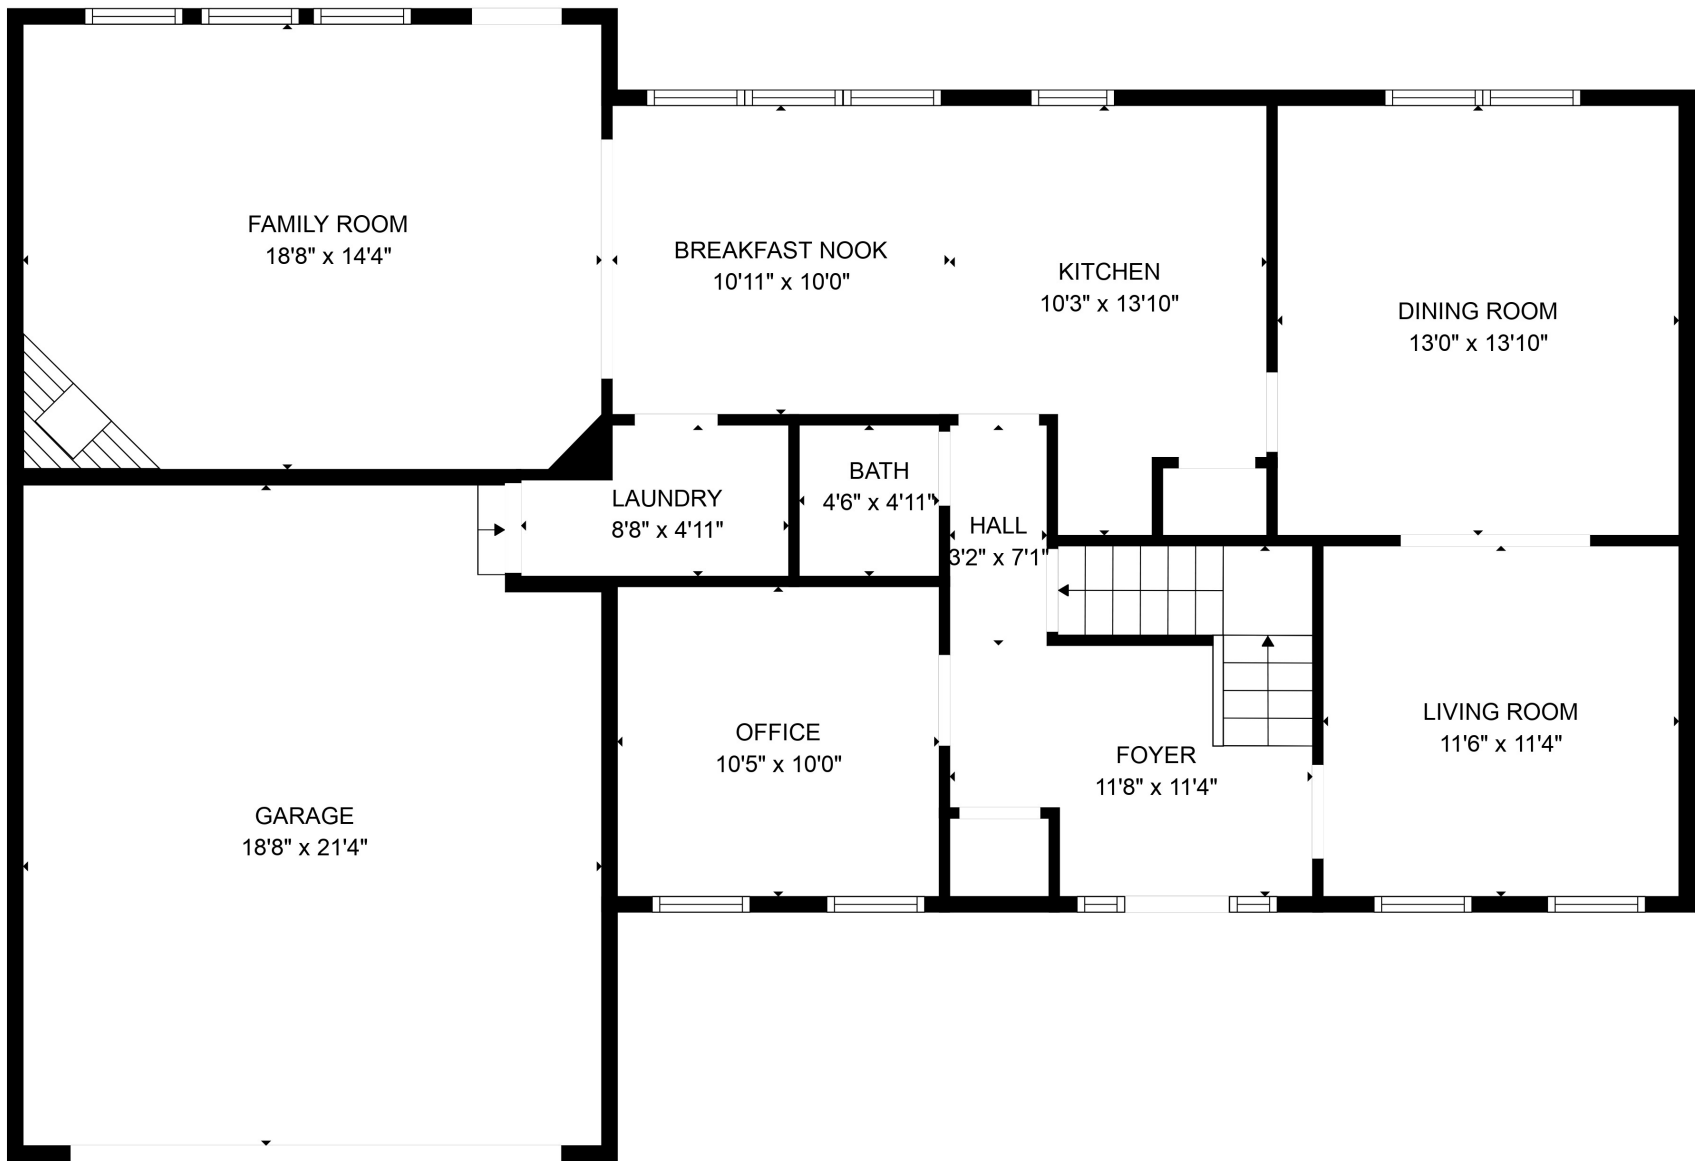 FAMILY ROOM
18'8" x 14'4"
BREAKFAST NOOK
10'11" x 10'0"
KITCHEN
10'3" x 13'10"
DINING ROOM
13'0" x 13'10"
LAUNDRY
8'8" x 4'11"
BATH
4'6" x 4'11"
HALL
3'2" x 7'1"
OFFICE
10'5" x 10'0"
FOYER
11'8" x 11'4"
LIVING ROOM
11'6" x 11'4"
GARAGE
18'8" x 21'4"